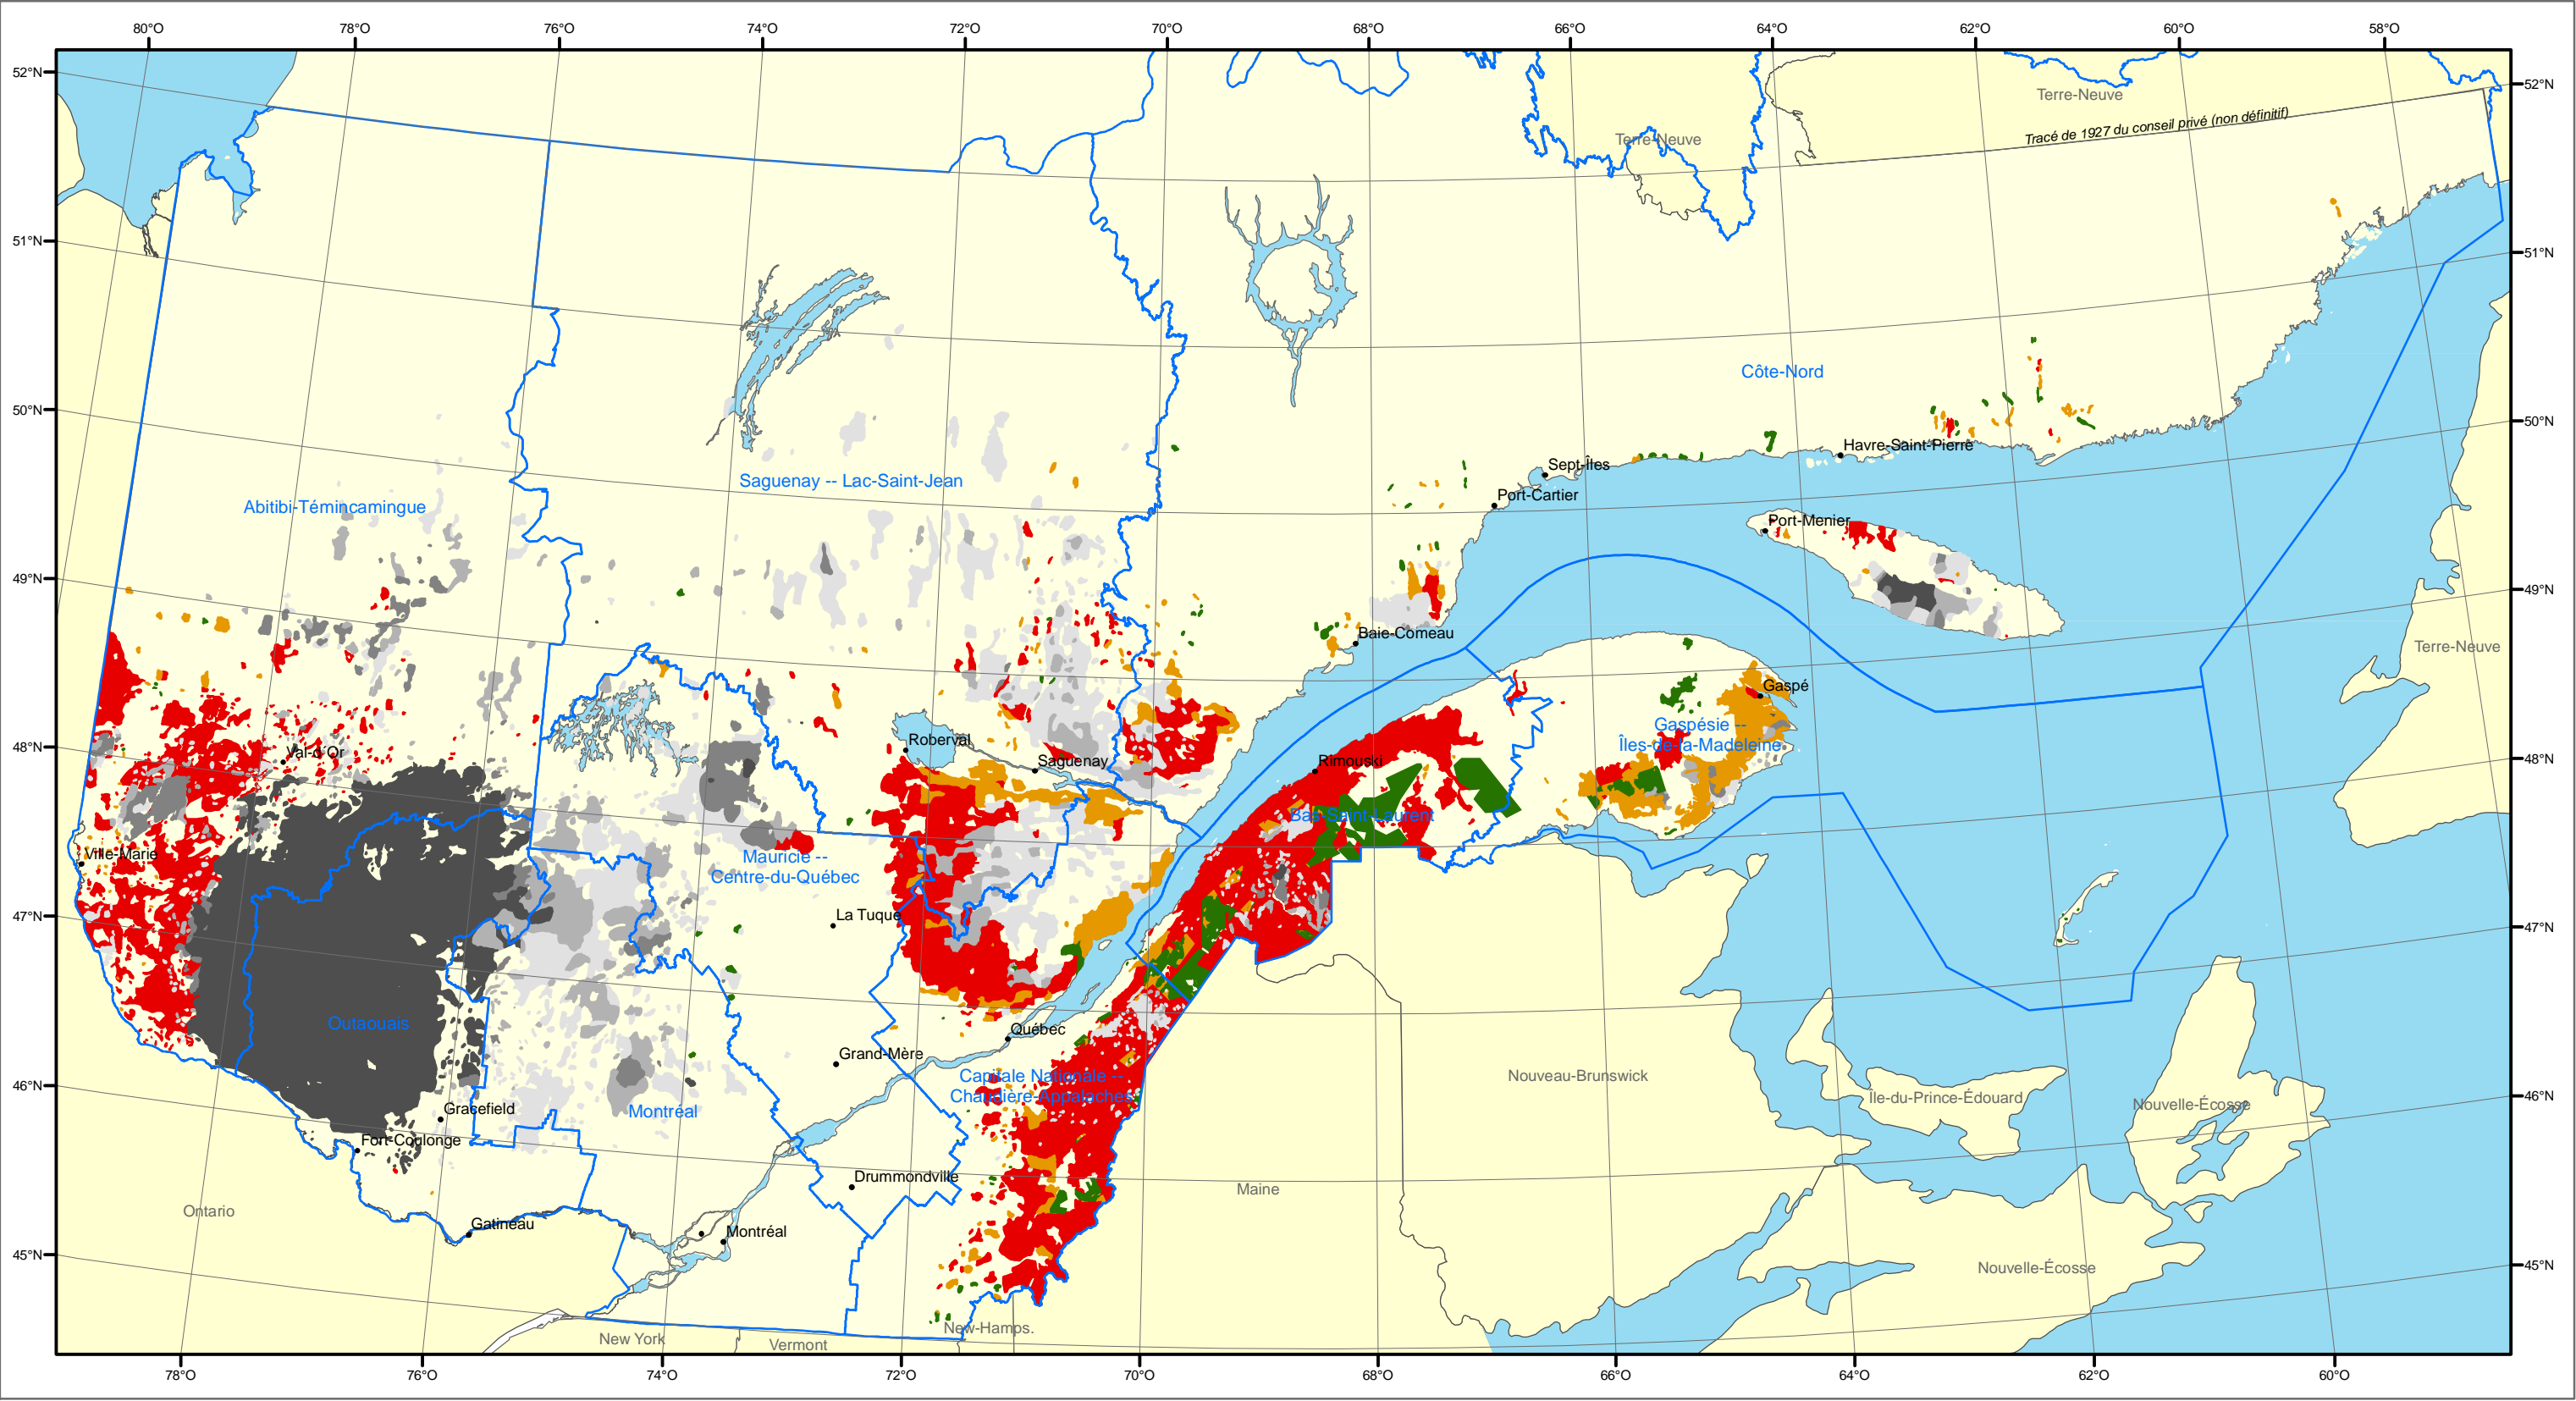 80°O 78°O 76°O 74°O 72°O 70°O 68°O 66°O 64°O 62°O 60°O 58°O
52°N 52°N
Terre-Neuve
Tracé de 1927 du conseil privé (non définitif)
Terre-Neuve
51°N 51°N
Côte-Nord
50°N 50°N
Havre-Saint-Pierre
Sept-Îles
Saguenay -- Lac-Saint-Jean
Port-Cartier
Abitibi-Témincamingue
Port-Menier
49°N 49°N
Baie-Comeau
Terre-Neuve
Gaspé
Gaspésie --
Îles-de-la-Madeleine
Roberval
48°N 48°N
Val-d'Or
Saguenay
Rimouski
Bas-Saint-Laurent
Ville-Marie
Mauricie --
Centre-du-Québec
La Tuque
47°N 47°N
Outaouais
Québec
Grand-Mère
Capitale Nationale --
Chaudière-Appalaches
Nouveau-Brunswick
46°N 46°N
Île-du-Prince-Édouard
Nouvelle-Écosse
Gracefield
Montréal
Fort-Coulonge
Drummondville
Maine
Ontario
Gatineau
Montréal
45°N 45°N
Nouvelle-Écosse
New-Hamps.
New York
Vermont
78°O 76°O 74°O 72°O 70°O 68°O 66°O 64°O 62°O 60°O